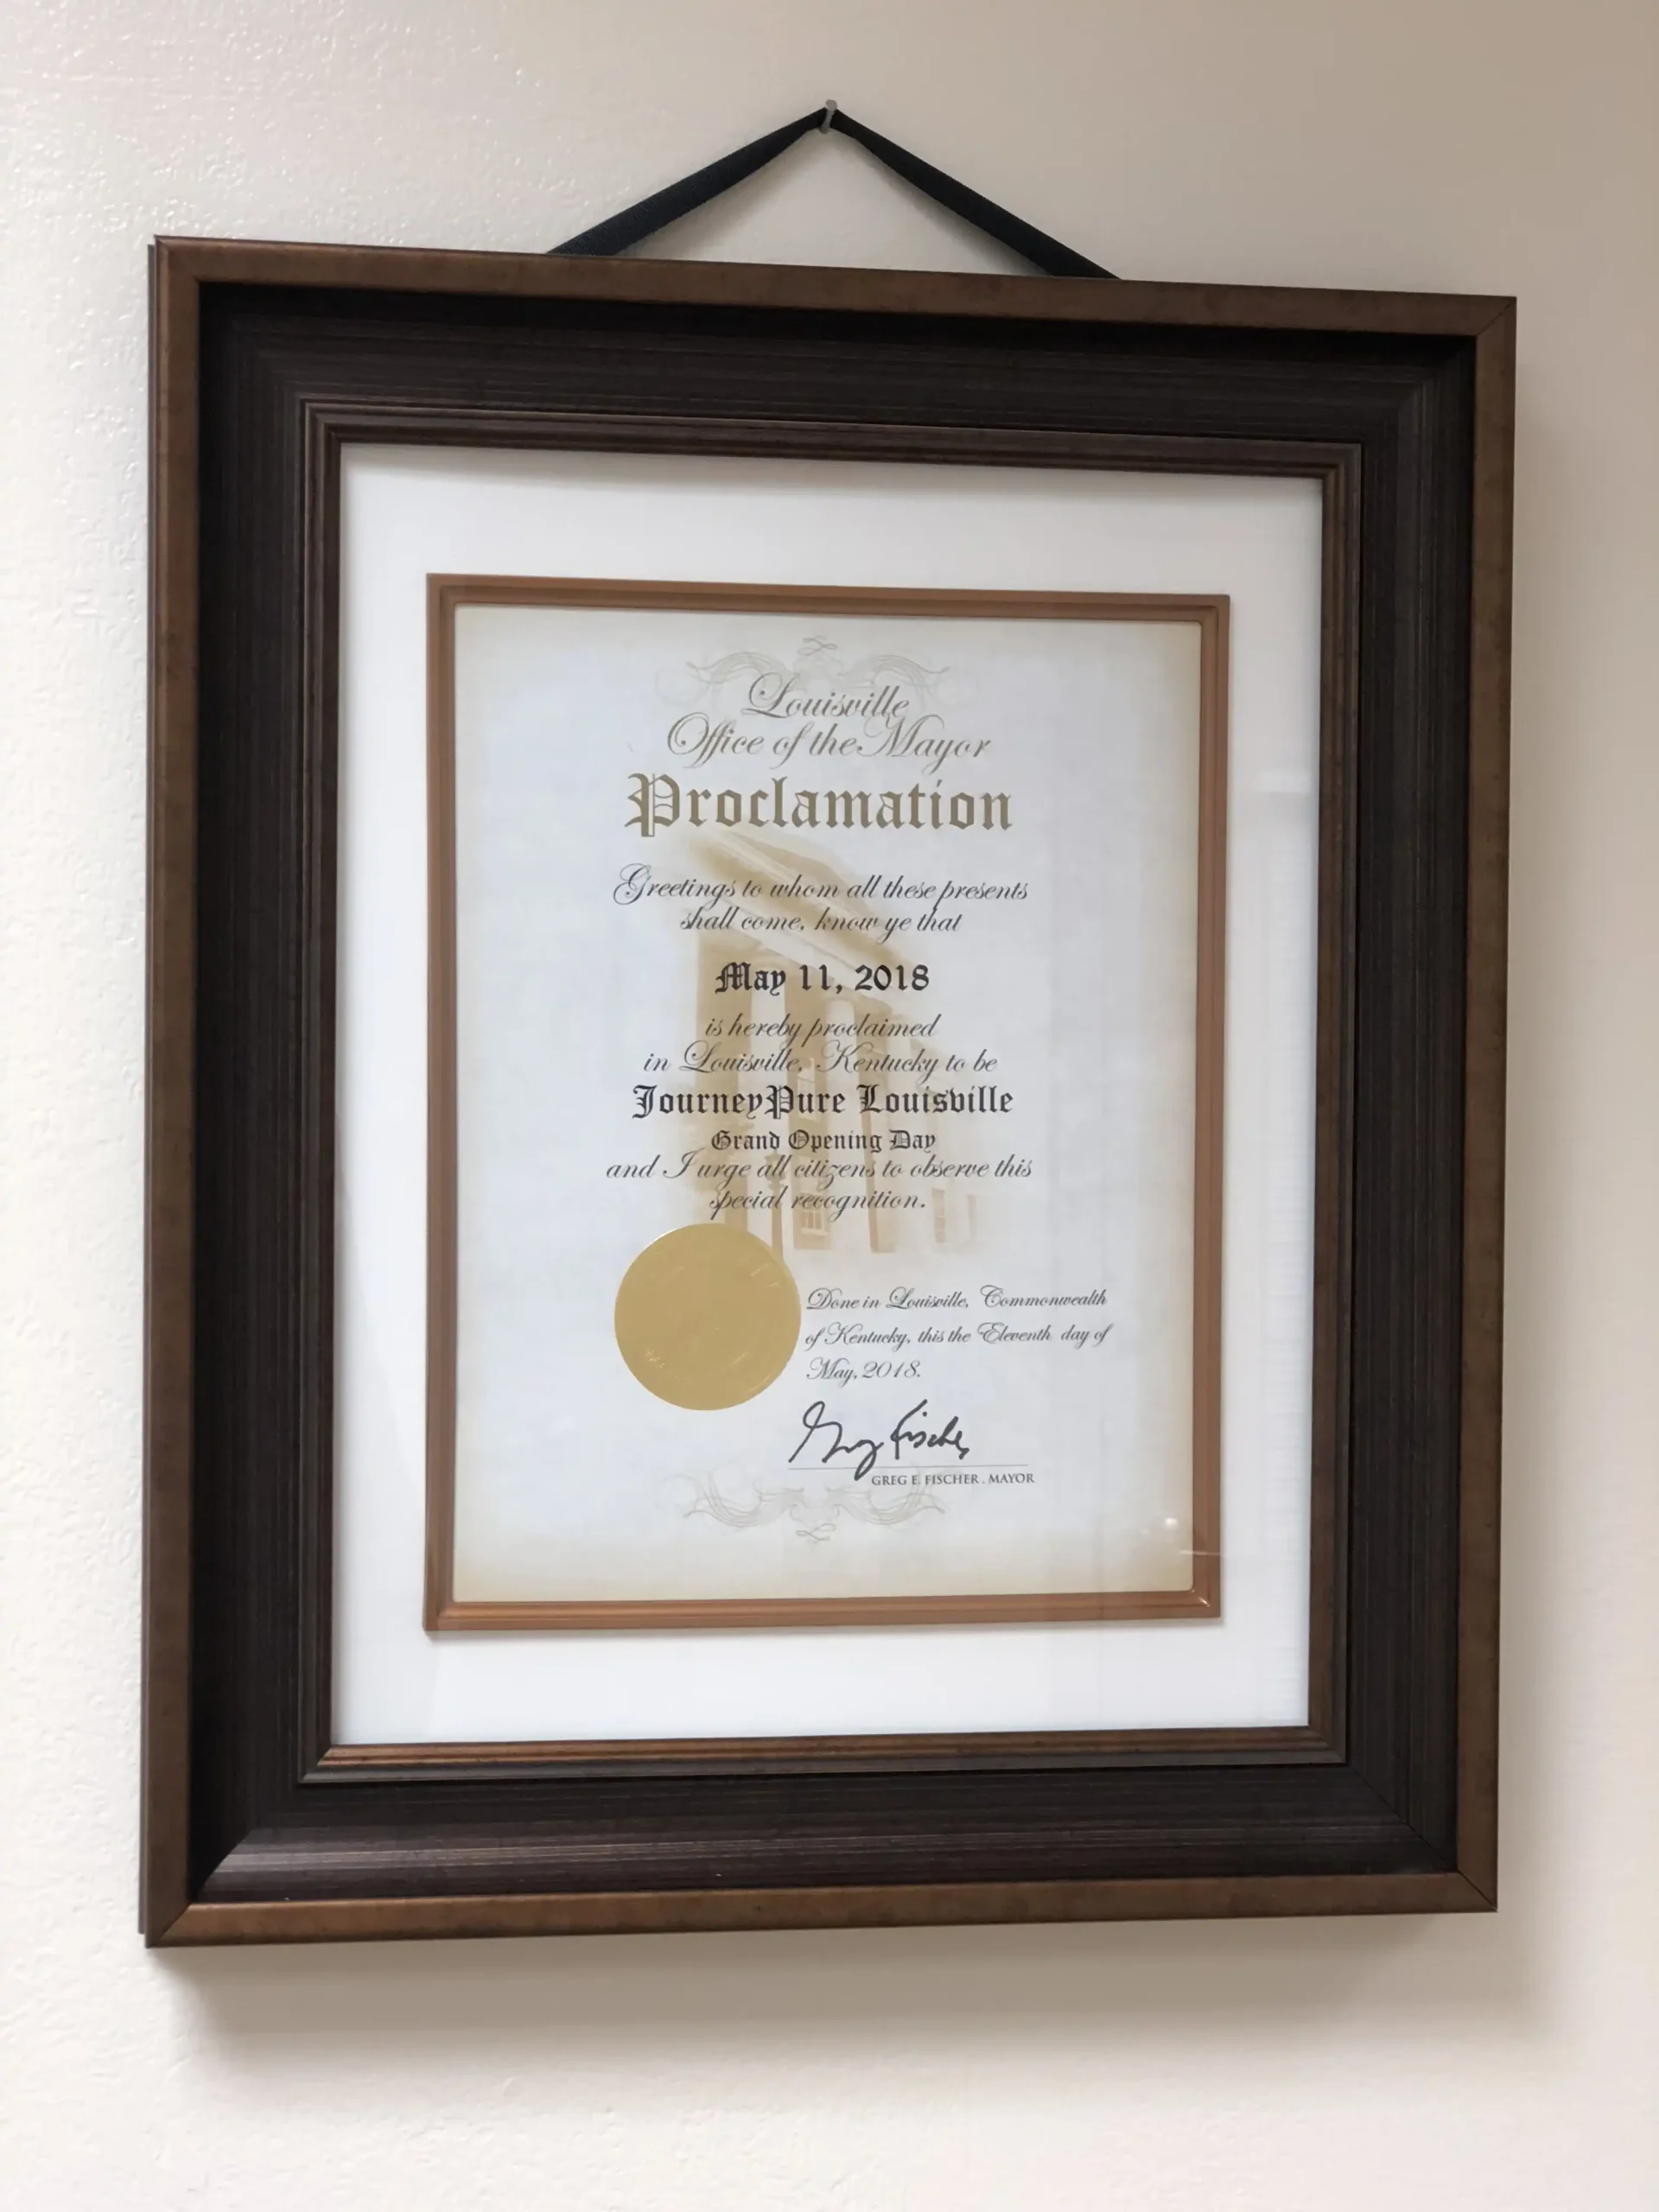 Louisville
Office of the Mayor
Proclamation
Greetings to whom all these presents
shall come, know ye that
May 11, 2018
is hereby proclaimed
in Louisville, Kentucky to be
JourneyPure Louisville
Grand Opening Day
and I urge all citizens to observe this
special recognition.
Done in Louisville, Commonwealth
of Kentucky, this the Eleventh day of
May, 2018.
Greg Fischer
GREG E. FISCHER, MAYOR